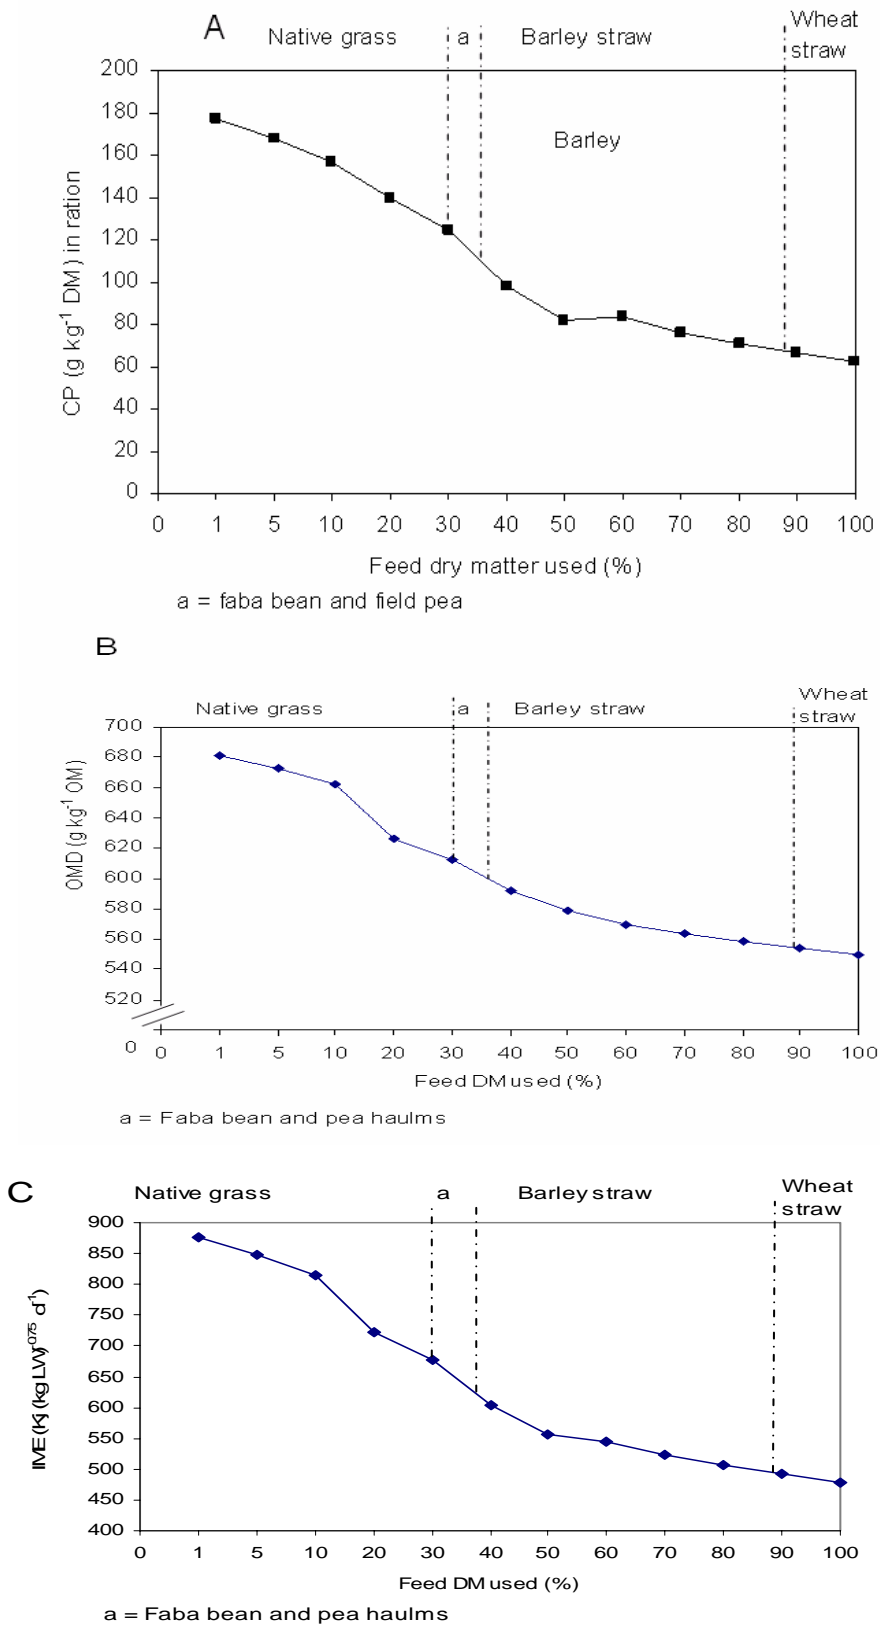 A
Native grass a Barley straw Wheat straw
Barley
CP (g kg-1 DM) in ration
200
180
160
140
120
100
80
60
40
20
0
0 1 5 10 20 30 40 50 60 70 80 90 100
Feed dry matter used (%)
a = faba bean and field pea
B
Native grass a Barley straw Wheat straw
OMD (g kg-1 OM)
700
680
660
640
620
600
580
560
540
520
0
0 1 5 10 20 30 40 50 60 70 80 90 100
Feed DM used (%)
a = Faba bean and pea haulms
C
Native grass a Barley straw Wheat straw
IME (Kj (kg LW)-075 d-1)
900
850
800
750
700
650
600
550
500
450
400
0 1 5 10 20 30 40 50 60 70 80 90 100
Feed DM used (%)
a = Faba bean and pea haulms